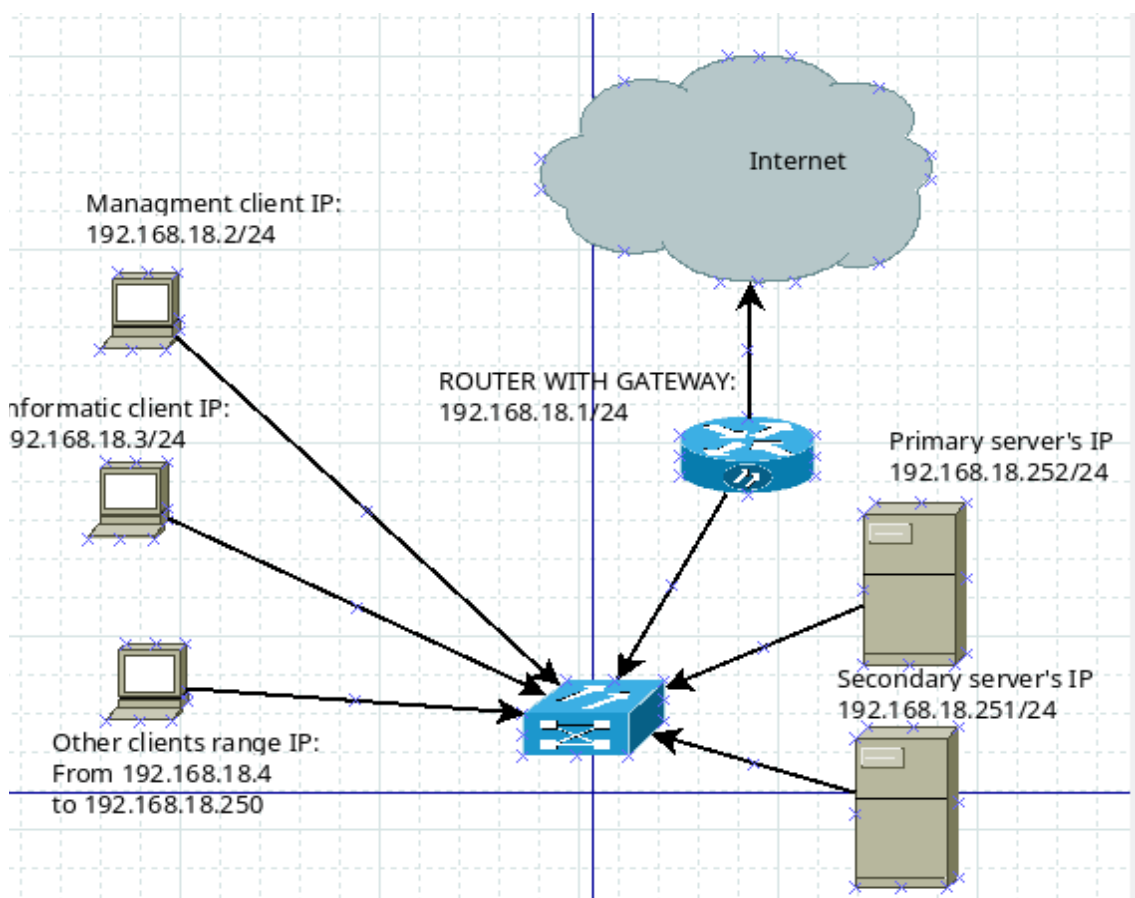 Internet
Managment client IP:
192.168.18.2/24
ROUTER WITH GATEWAY:
192.168.18.1/24
nformatic client IP:
92.168.18.3/24
Primary server's IP
192.168.18.252/24
Secondary server's IP
192.168.18.251/24
Other clients range IP:
From 192.168.18.4
to 192.168.18.250